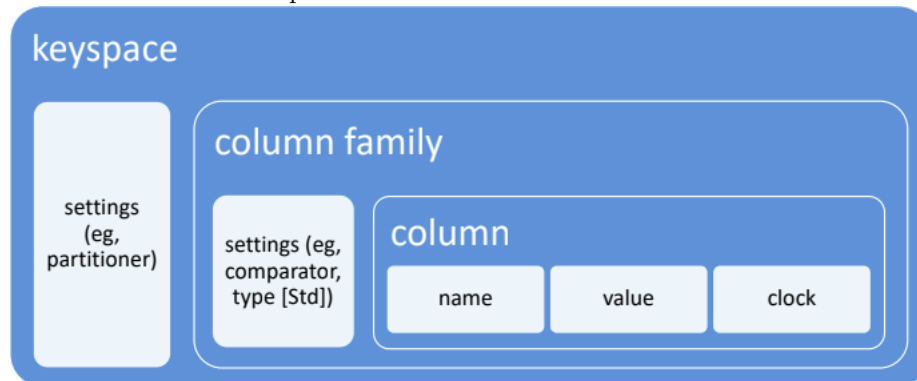 keyspace
column family
settings
(eg,
partitioner)
settings (eg,
comparator,
type [Std])
column
name
value
clock